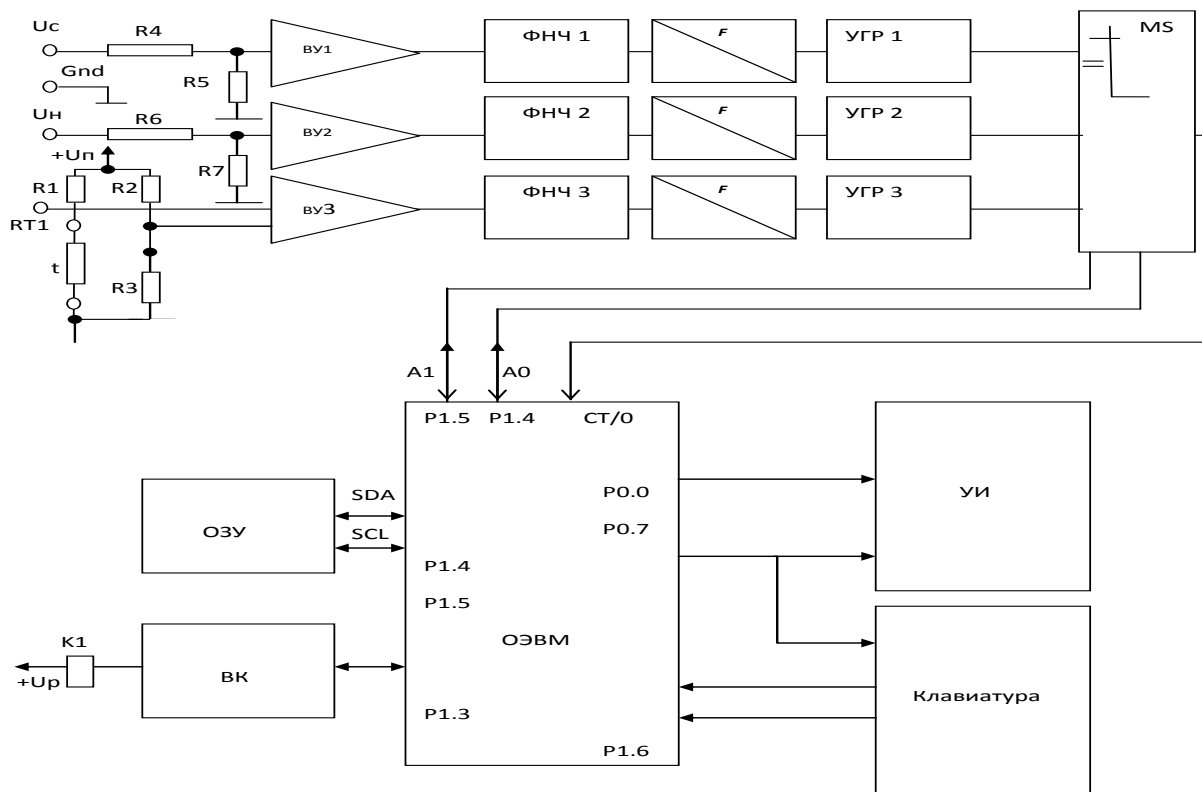 Uc
R4
ВУ1
ФНЧ 1
F
УГР 1
MS
Gnd
R5
Uн
R6
ВУ2
ФНЧ 2
F
УГР 2
+Uп
R7
R1
R2
ВУ3
ФНЧ 3
F
УГР 3
RT1
t
R3
A1
A0
P1.5
P1.4
CT/0
ОЗУ
SDA
SCL
P0.0
P0.7
УИ
P1.4
P1.5
ОЭВМ
K1
+Up
ВК
P1.3
P1.6
Клавиатура